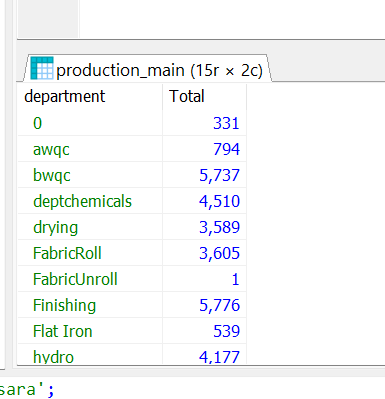 production_main (15r × 2c)
department Total
0 331
awqc 794
bwqc 5,737
deptchemicals 4,510
drying 3,589
FabricRoll 3,605
FabricUnroll 1
Finishing 5,776
Flat Iron 539
hydro 4,177
sara';